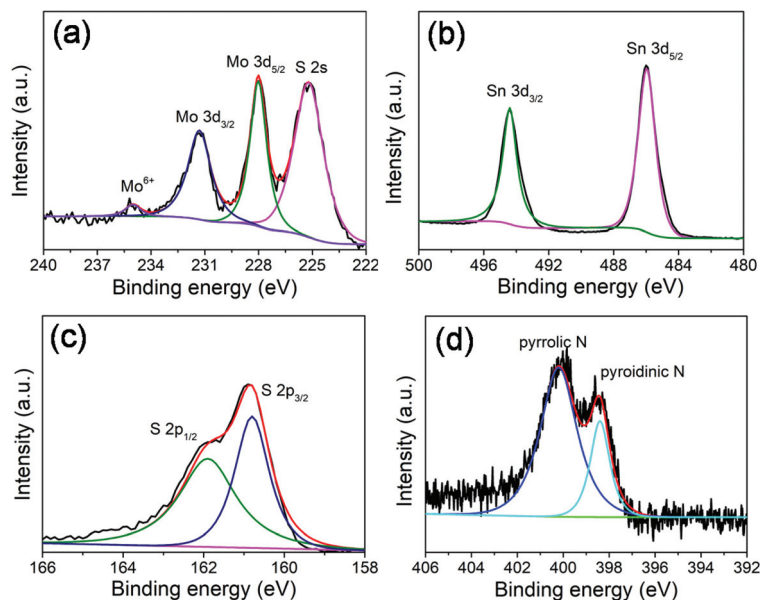 (a)
Mo 3d5/2
S 2s
Mo 3d3/2
Mo6+
Intensity (a.u.)
240 237 234 231 228 225 222
Binding energy (eV)
(b)
Sn 3d5/2
Sn 3d3/2
Intensity (a.u.)
500 496 492 488 484 480
Binding energy (eV)
(c)
S 2p3/2
S 2p1/2
Intensity (a.u.)
166 164 162 160 158
Binding energy (eV)
(d)
pyrrolic N
pyroidinic N
Intensity (a.u.)
406 404 402 400 398 396 394 392
Binding energy (eV)